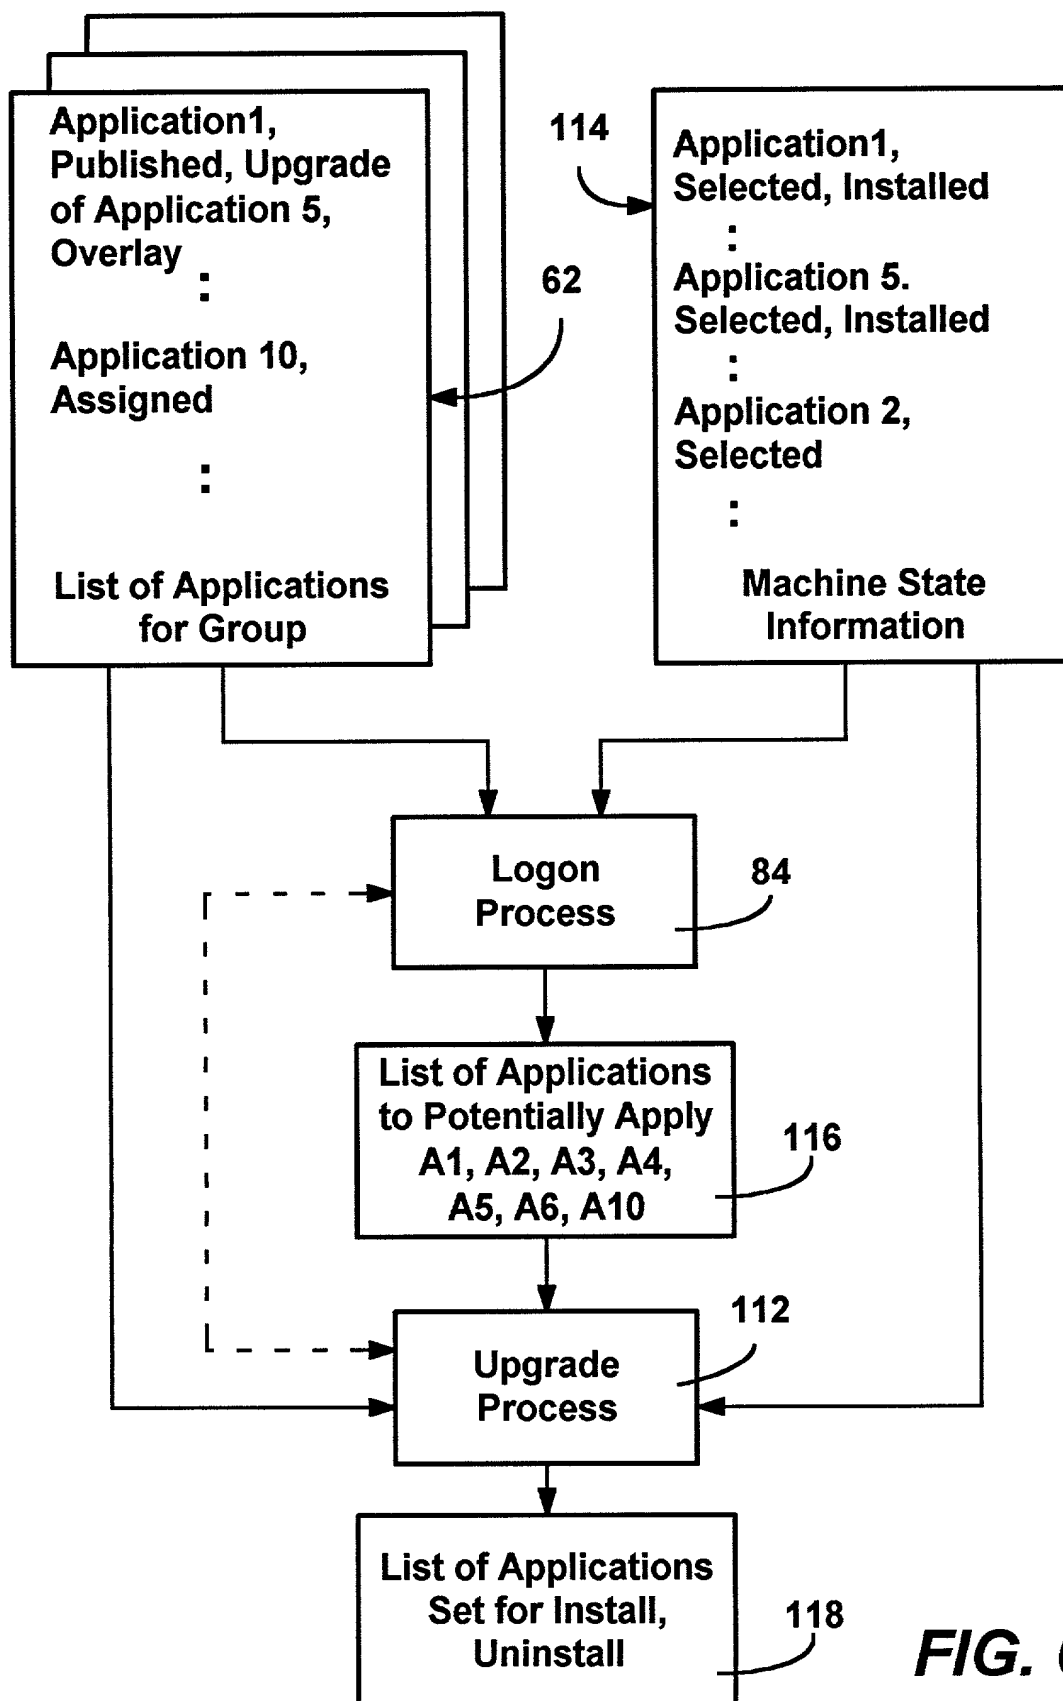 Application1,
Published, Upgrade
of Application 5,
Overlay
:
Application 10,
Assigned
:
List of Applications
for Group
62
114
Application1,
Selected, Installed
:
Application 5.
Selected, Installed
:
Application 2,
Selected
:
Machine State
Information
Logon
Process
84
List of Applications
to Potentially Apply
A1, A2, A3, A4,
A5, A6, A10
116
Upgrade
Process
112
List of Applications
Set for Install,
Uninstall
118
FIG.